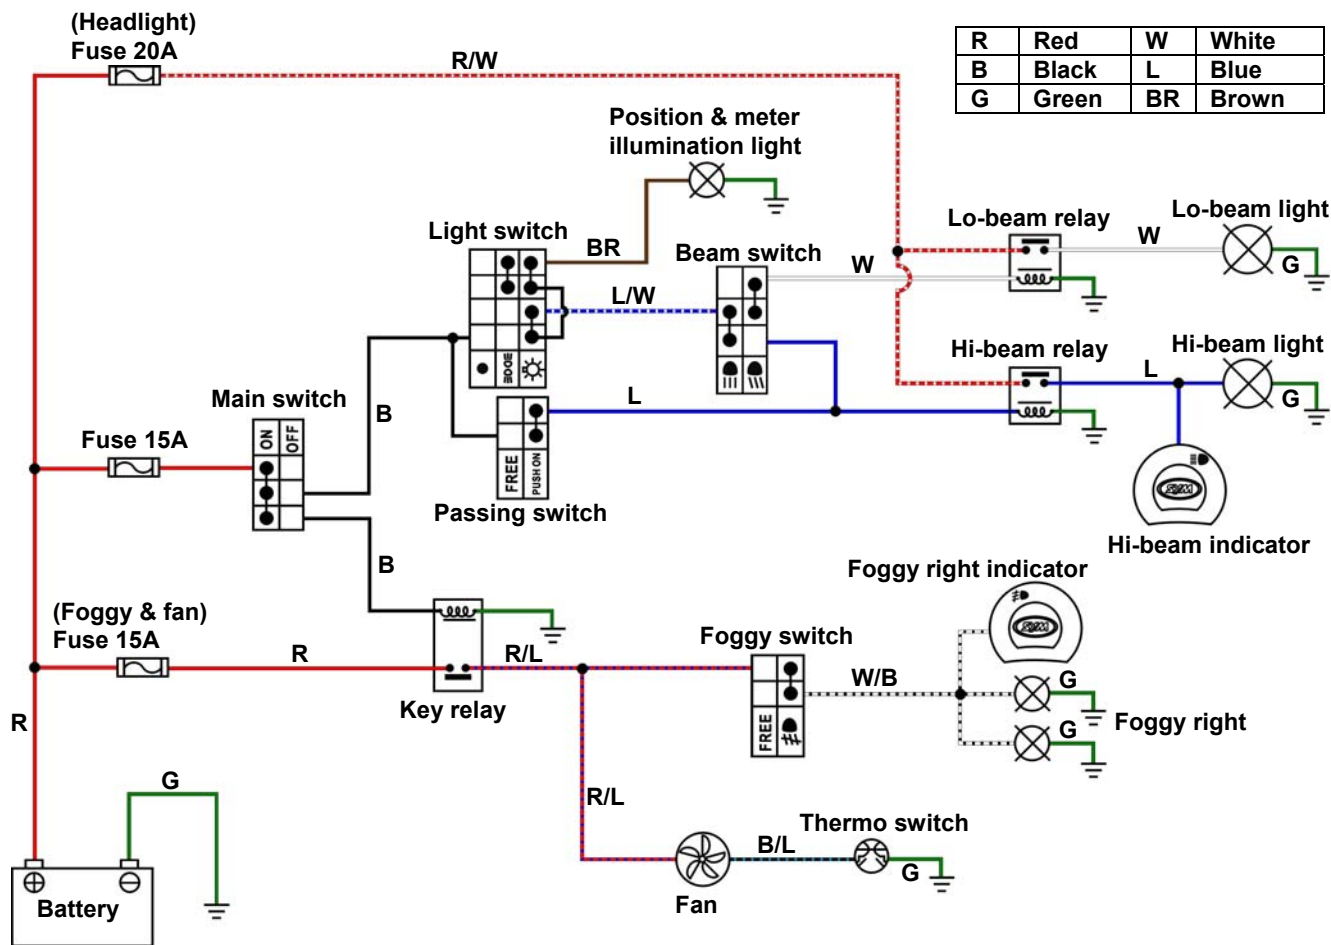 (Headlight)
Fuse 20A
R/W
R Red W White
B Black L Blue
G Green BR Brown
Position & meter
illumination light
Light switch
BR
Beam switch
W
Lo-beam relay
W
Lo-beam light
G
L/W
Hi-beam relay
L
Hi-beam light
G
Main switch
B
L
Fuse 15A
ON
OFF
FREE
PUSH ON
Passing switch
SYM
Hi-beam indicator
B
Foggy right indicator
SYM
(Foggy & fan)
Fuse 15A
R
R/L
Foggy switch
W/B
G
Key relay
FREE
G
Foggy right
R
G
R/L
Thermo switch
B/L
G
Fan
Battery